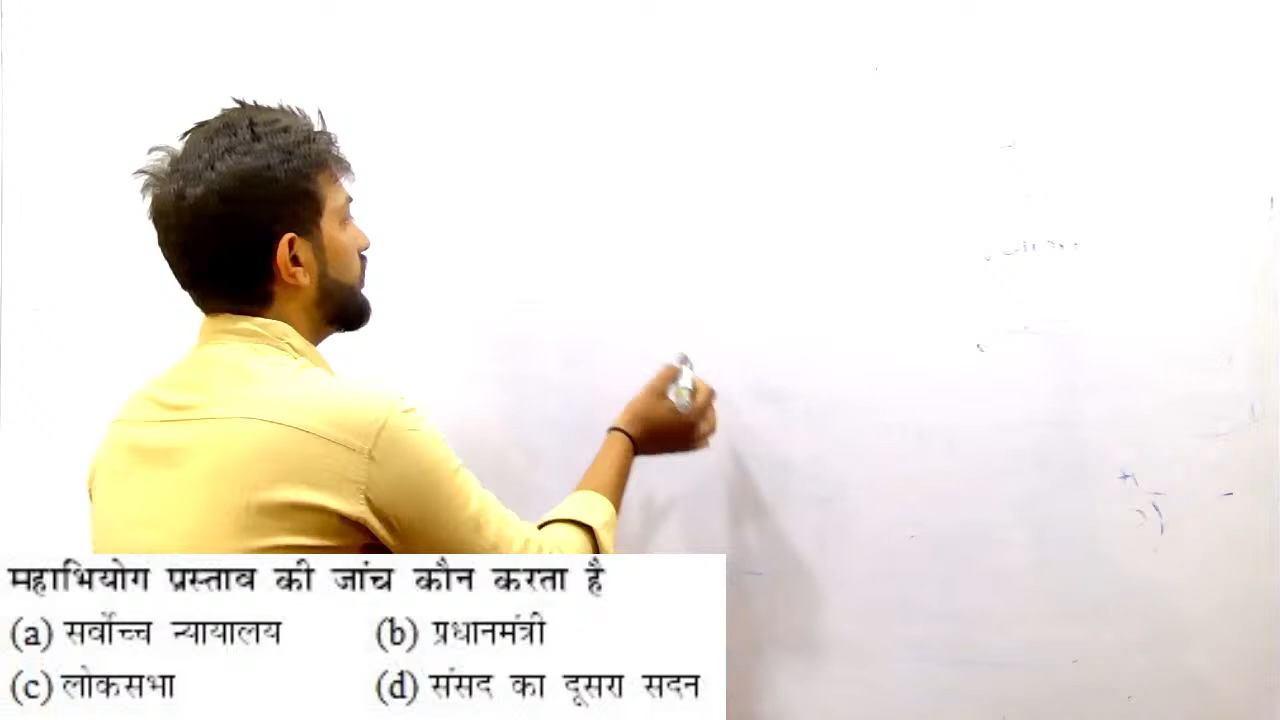 महाभियोग प्रस्ताव की जांच कौन करता है
(a) सर्वोच्च न्यायालय (b) प्रधानमंत्री
(c) लोकसभा (d) संसद का दूसरा सदन